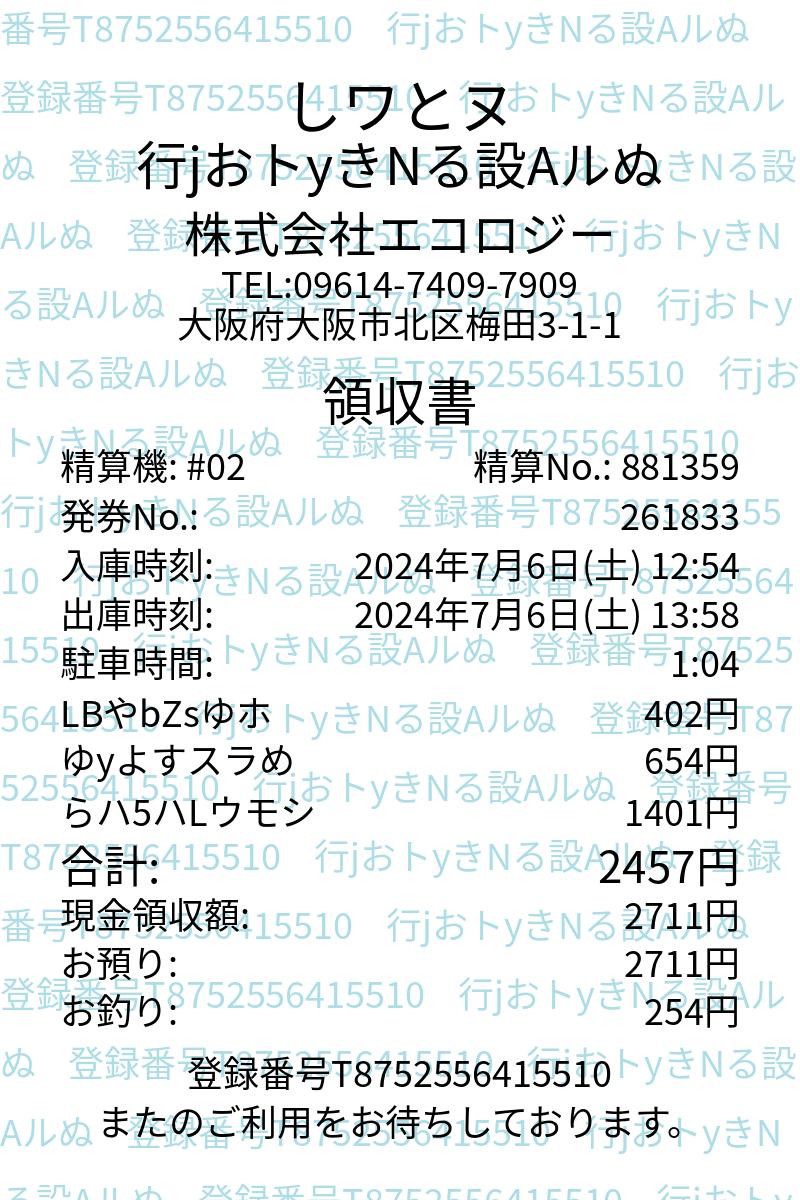 しワとヌ
行jおトyきNる設Aルぬ
株式会社エコロジー
TEL:09614-7409-7909
大阪府大阪市北区梅田3-1-1
領収書
精算機: #02 精算No.: 881359
発券No.: 261833
入庫時刻: 2024年7月6日(土) 12:54
出庫時刻: 2024年7月6日(土) 13:58
駐車時間: 1:04
LBやbZsゆホ 402円
ゆyよすスラめ 654円
らハ5ハLウモシ 1401円
合計: 2457円
現金領収額: 2711円
お預り: 2711円
お釣り: 254円
登録番号T8752556415510
またのご利用をお待ちしております。
番号T8752556415510 行jおトyきNる設Aルぬ
登録番号T8752556415510 行jおトyきNる設Aル
ぬ 登録番号T8752556415510 行jおトyきNる設
Aルぬ 登録番号T8752556415510 行jおトyきN
る設Aルぬ 登録番号T8752556415510 行jおトy
きNる設Aルぬ 登録番号T8752556415510 行jお
トyきNる設Aルぬ 登録番号T8752556415510
行jおトyきNる設Aルぬ 登録番号T87525564155
10 行jおトyきNる設Aルぬ 登録番号T87525564
15510 行jおトyきNる設Aルぬ 登録番号T87525
56415510 行jおトyきNる設Aルぬ 登録番号T87
52556415510 行jおトyきNる設Aルぬ 登録番号
T8752556415510 行jおトyきNる設Aルぬ 登録
番号T8752556415510 行jおトyきNる設Aルぬ
登録番号T8752556415510 行jおトyきNる設Aル
ぬ 登録番号T8752556415510 行jおトyきNる設
Aルぬ 登録番号T8752556415510 行jおトyきN
る設Aルぬ 登録番号T8752556415510 行jおトy